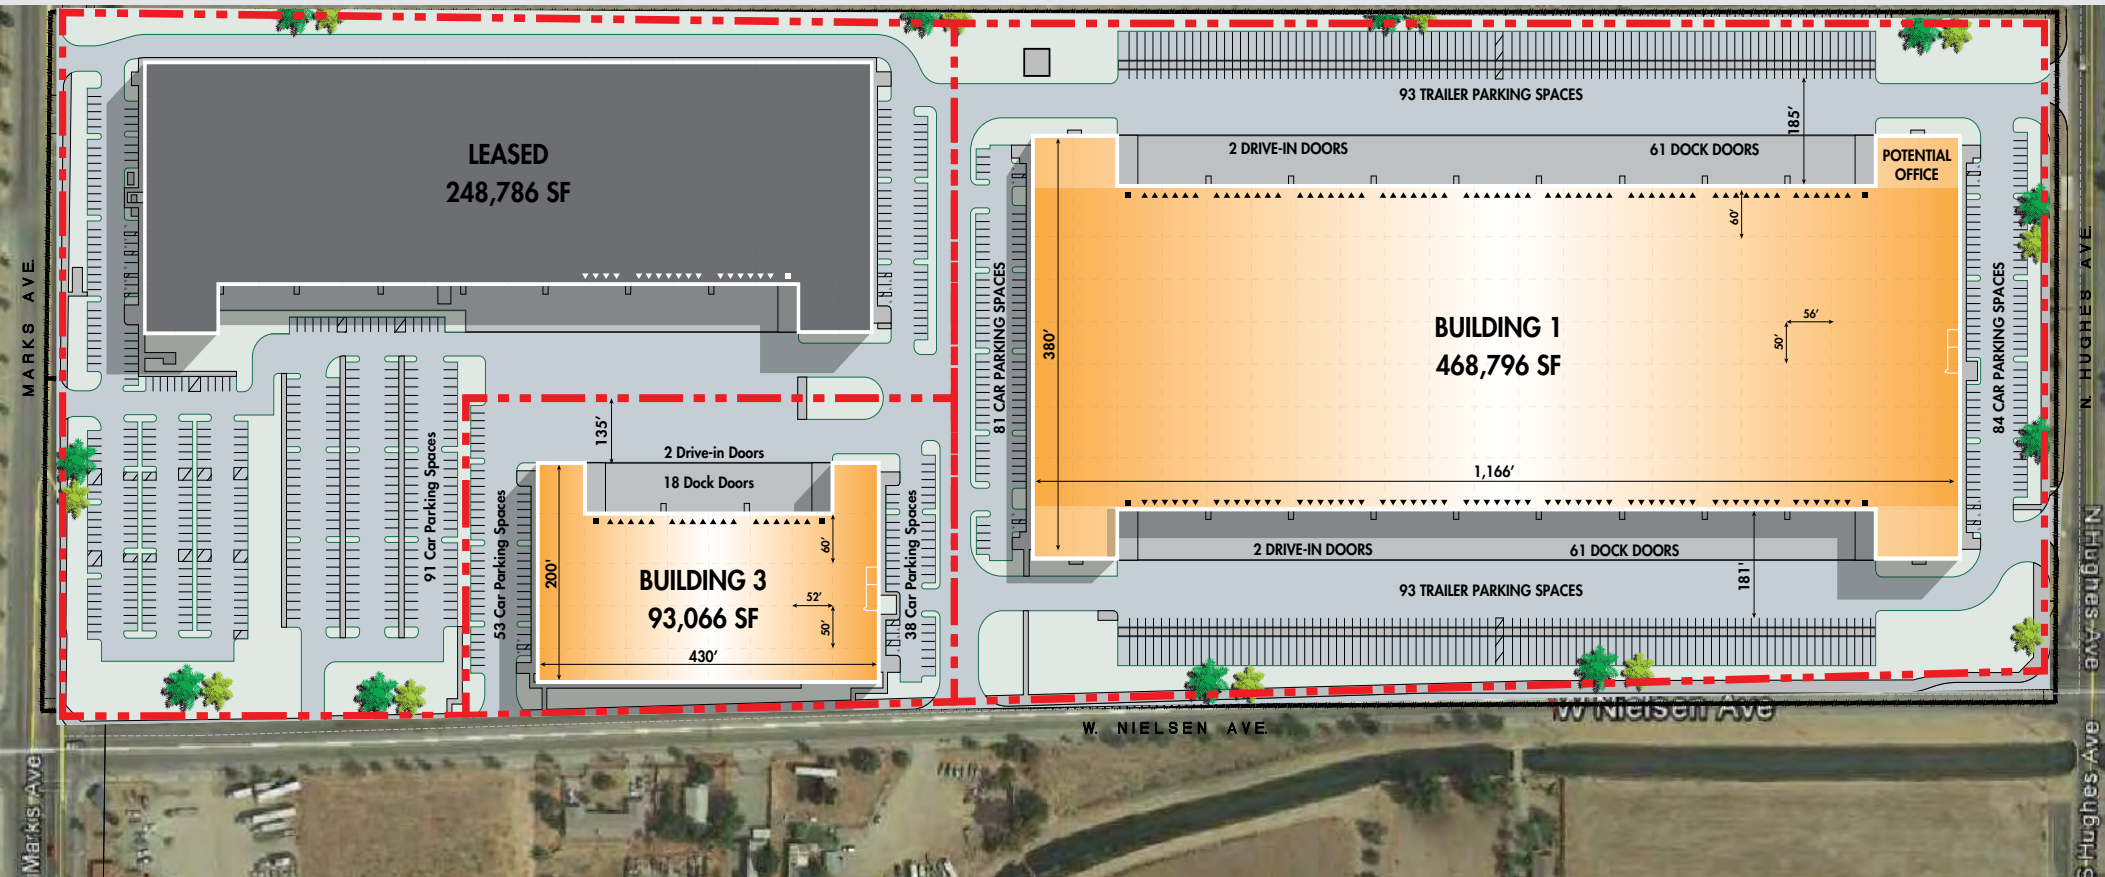 LEASED
248,786 SF
93 TRAILER PARKING SPACES
185'
2 DRIVE-IN DOORS
61 DOCK DOORS
POTENTIAL
OFFICE
60'
81 CAR PARKING SPACES
380'
BUILDING 1
468,796 SF
56'
50'
84 CAR PARKING SPACES
1,166'
2 DRIVE-IN DOORS
61 DOCK DOORS
181'
93 TRAILER PARKING SPACES
MARKS AVE.
N. HUGHES AVE.
91 Car Parking Spaces
135'
2 Drive-in Doors
18 Dock Doors
53 Car Parking Spaces
200'
60'
BUILDING 3
93,066 SF
52'
50'
430'
38 Car Parking Spaces
N Hughes Ave
W Nielsen Ave
W. NIELSEN AVE.
Marks Ave
S Hughes Ave